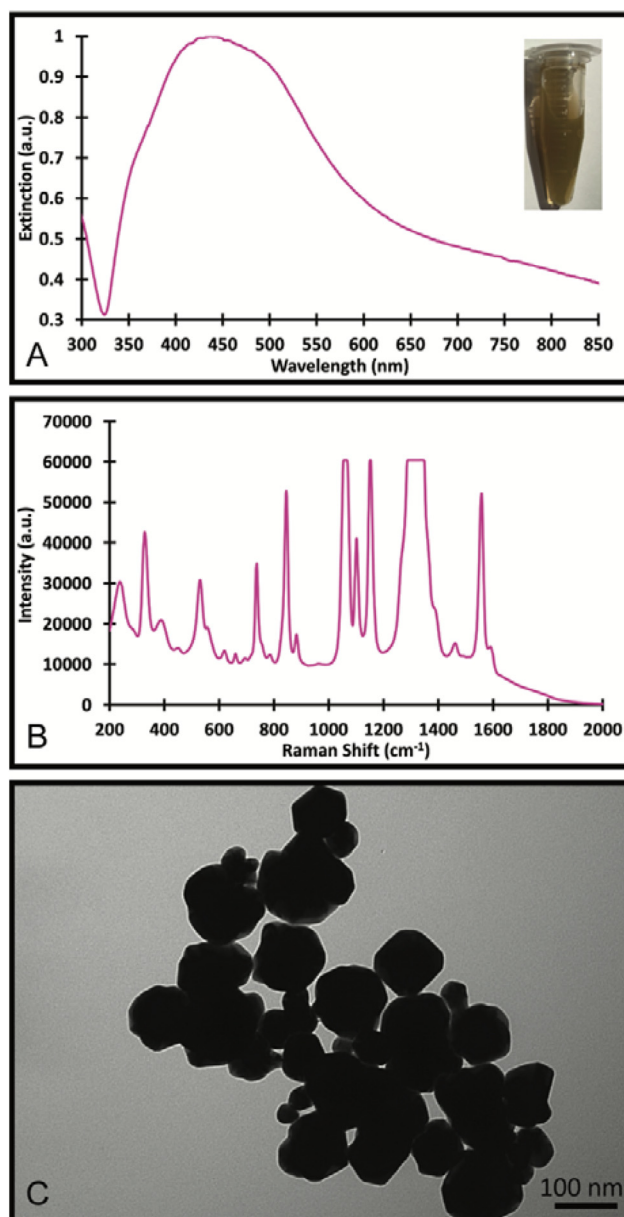 1
0.9
0.8
0.7
0.6
0.5
0.4
0.3
Extinction (a.u.)
300 350 400 450 500 550 600 650 700 750 800 850
Wavelength (nm)
A
70000
60000
50000
40000
30000
20000
10000
0
Intensity (a.u.)
200 400 600 800 1000 1200 1400 1600 1800 2000
Raman Shift (cm⁻¹)
B
100 nm
C